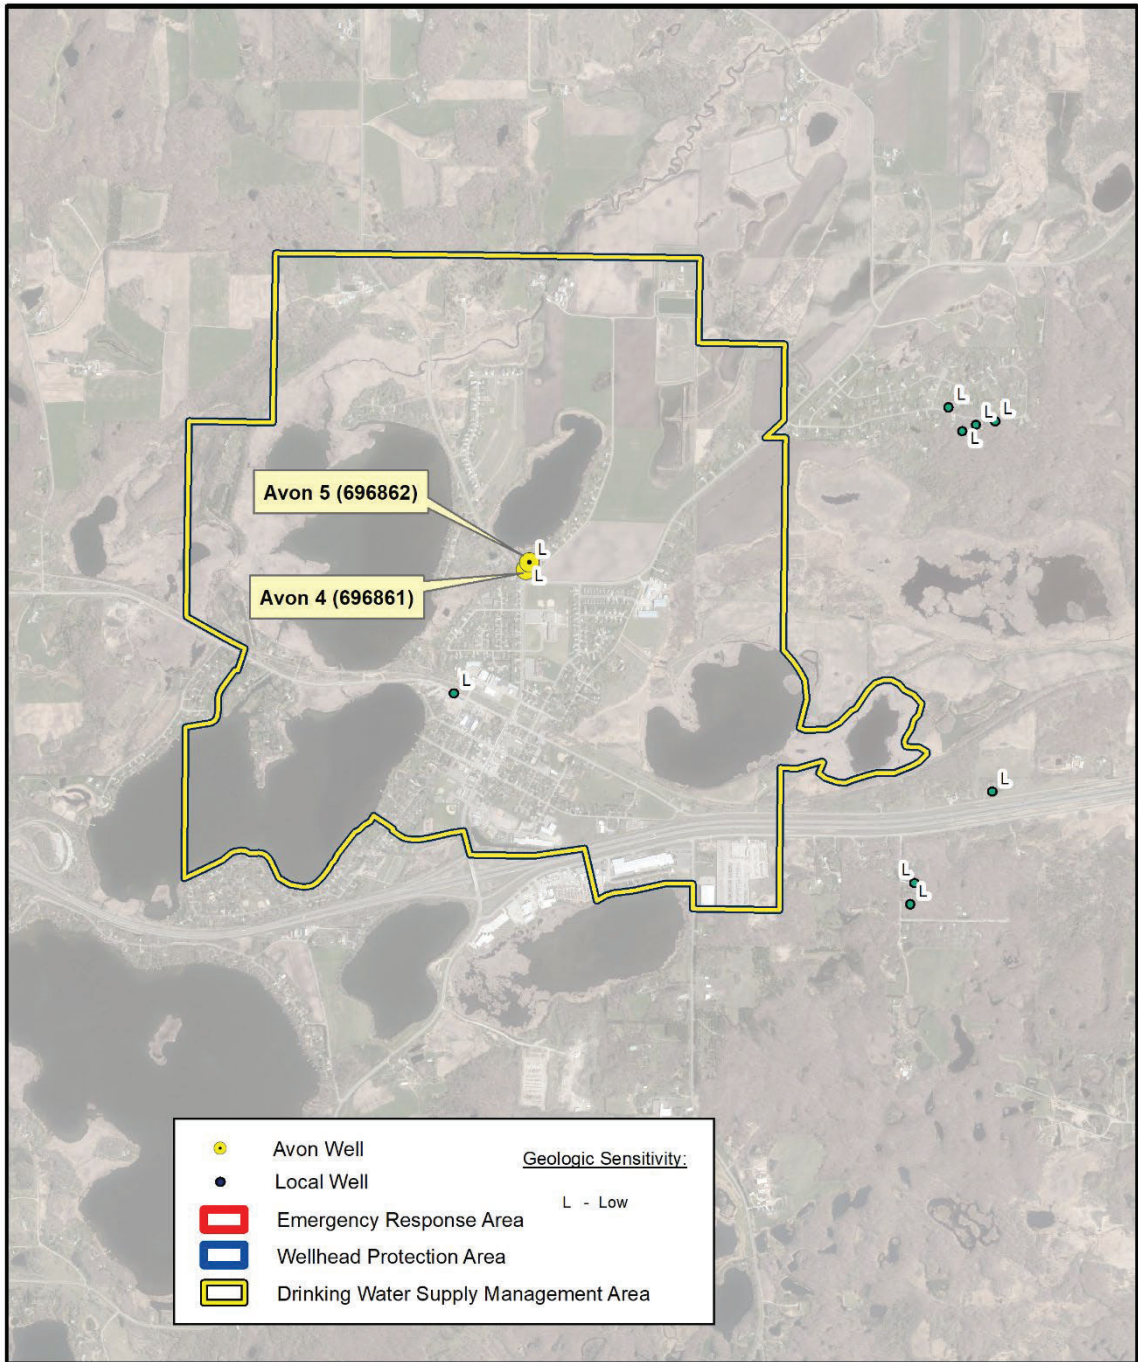 L
L
L
L
Avon 5 (696862)
L
L
Avon 4 (696861)
L
L
L
L
Avon Well
Local Well
Geologic Sensitivity:
L - Low
Emergency Response Area
Wellhead Protection Area
Drinking Water Supply Management Area